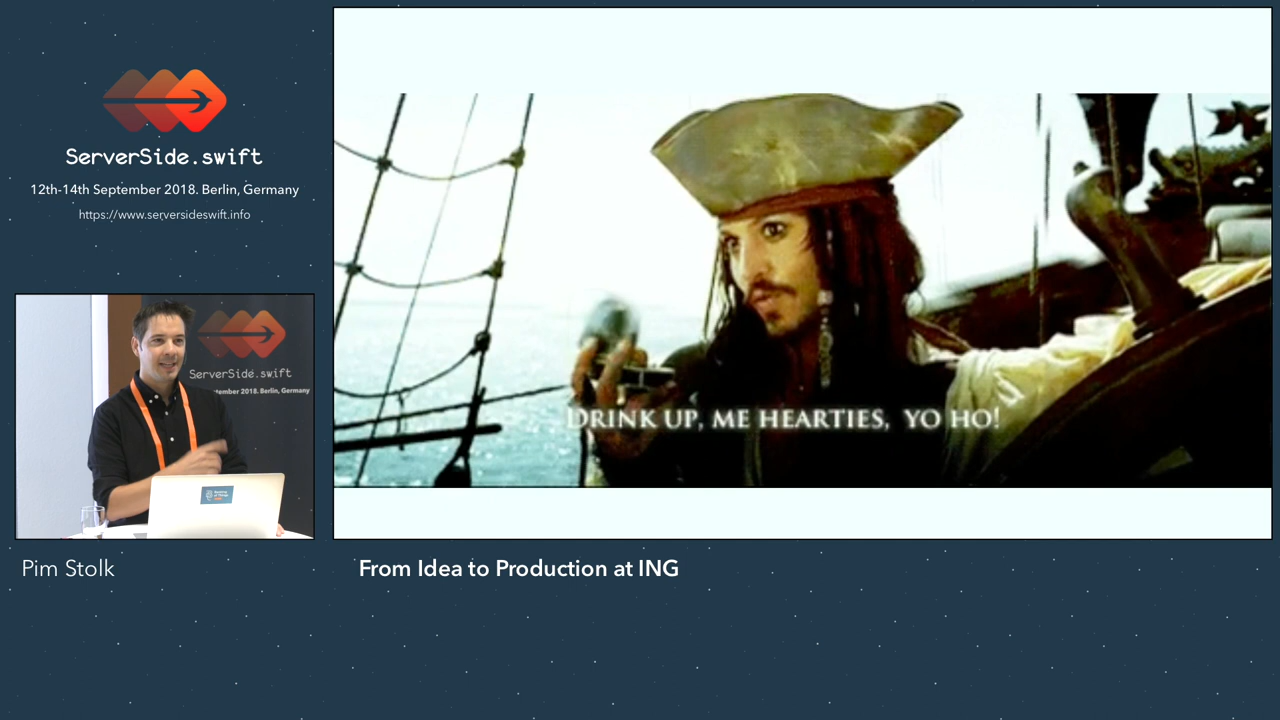 ServerSide.swift
12th-14th September 2018. Berlin, Germany
https://www.serversideswift.info
ServerSide.swift
tember 2018. Berlin, Germany
DRINK UP, ME HEARTIES, YO HO!
Pim Stolk
From Idea to Production at ING